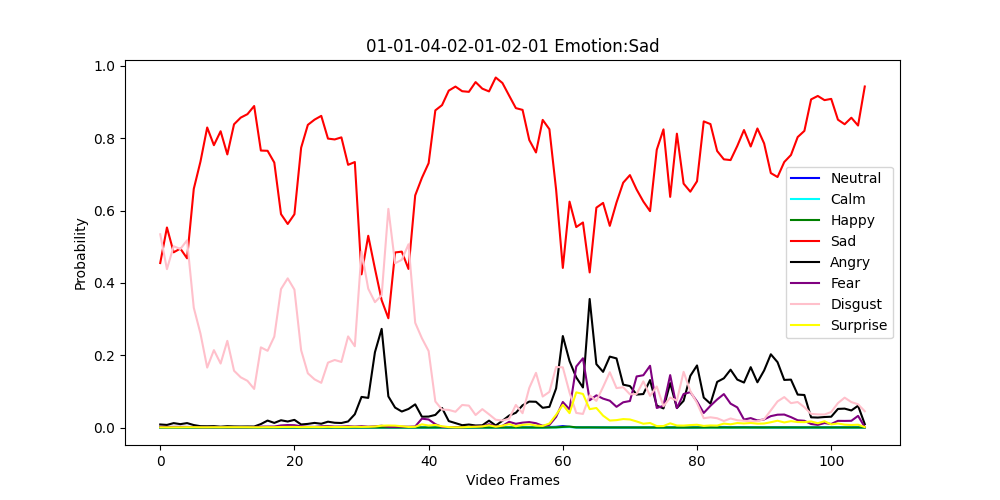 01-01-04-02-01-02-01 Emotion:Sad
1.0
0.8
0.6
0.4
0.2
0.0
Probability
0 20 40 60 80 100
Video Frames
Neutral
Calm
Happy
Sad
Angry
Fear
Disgust
Surprise